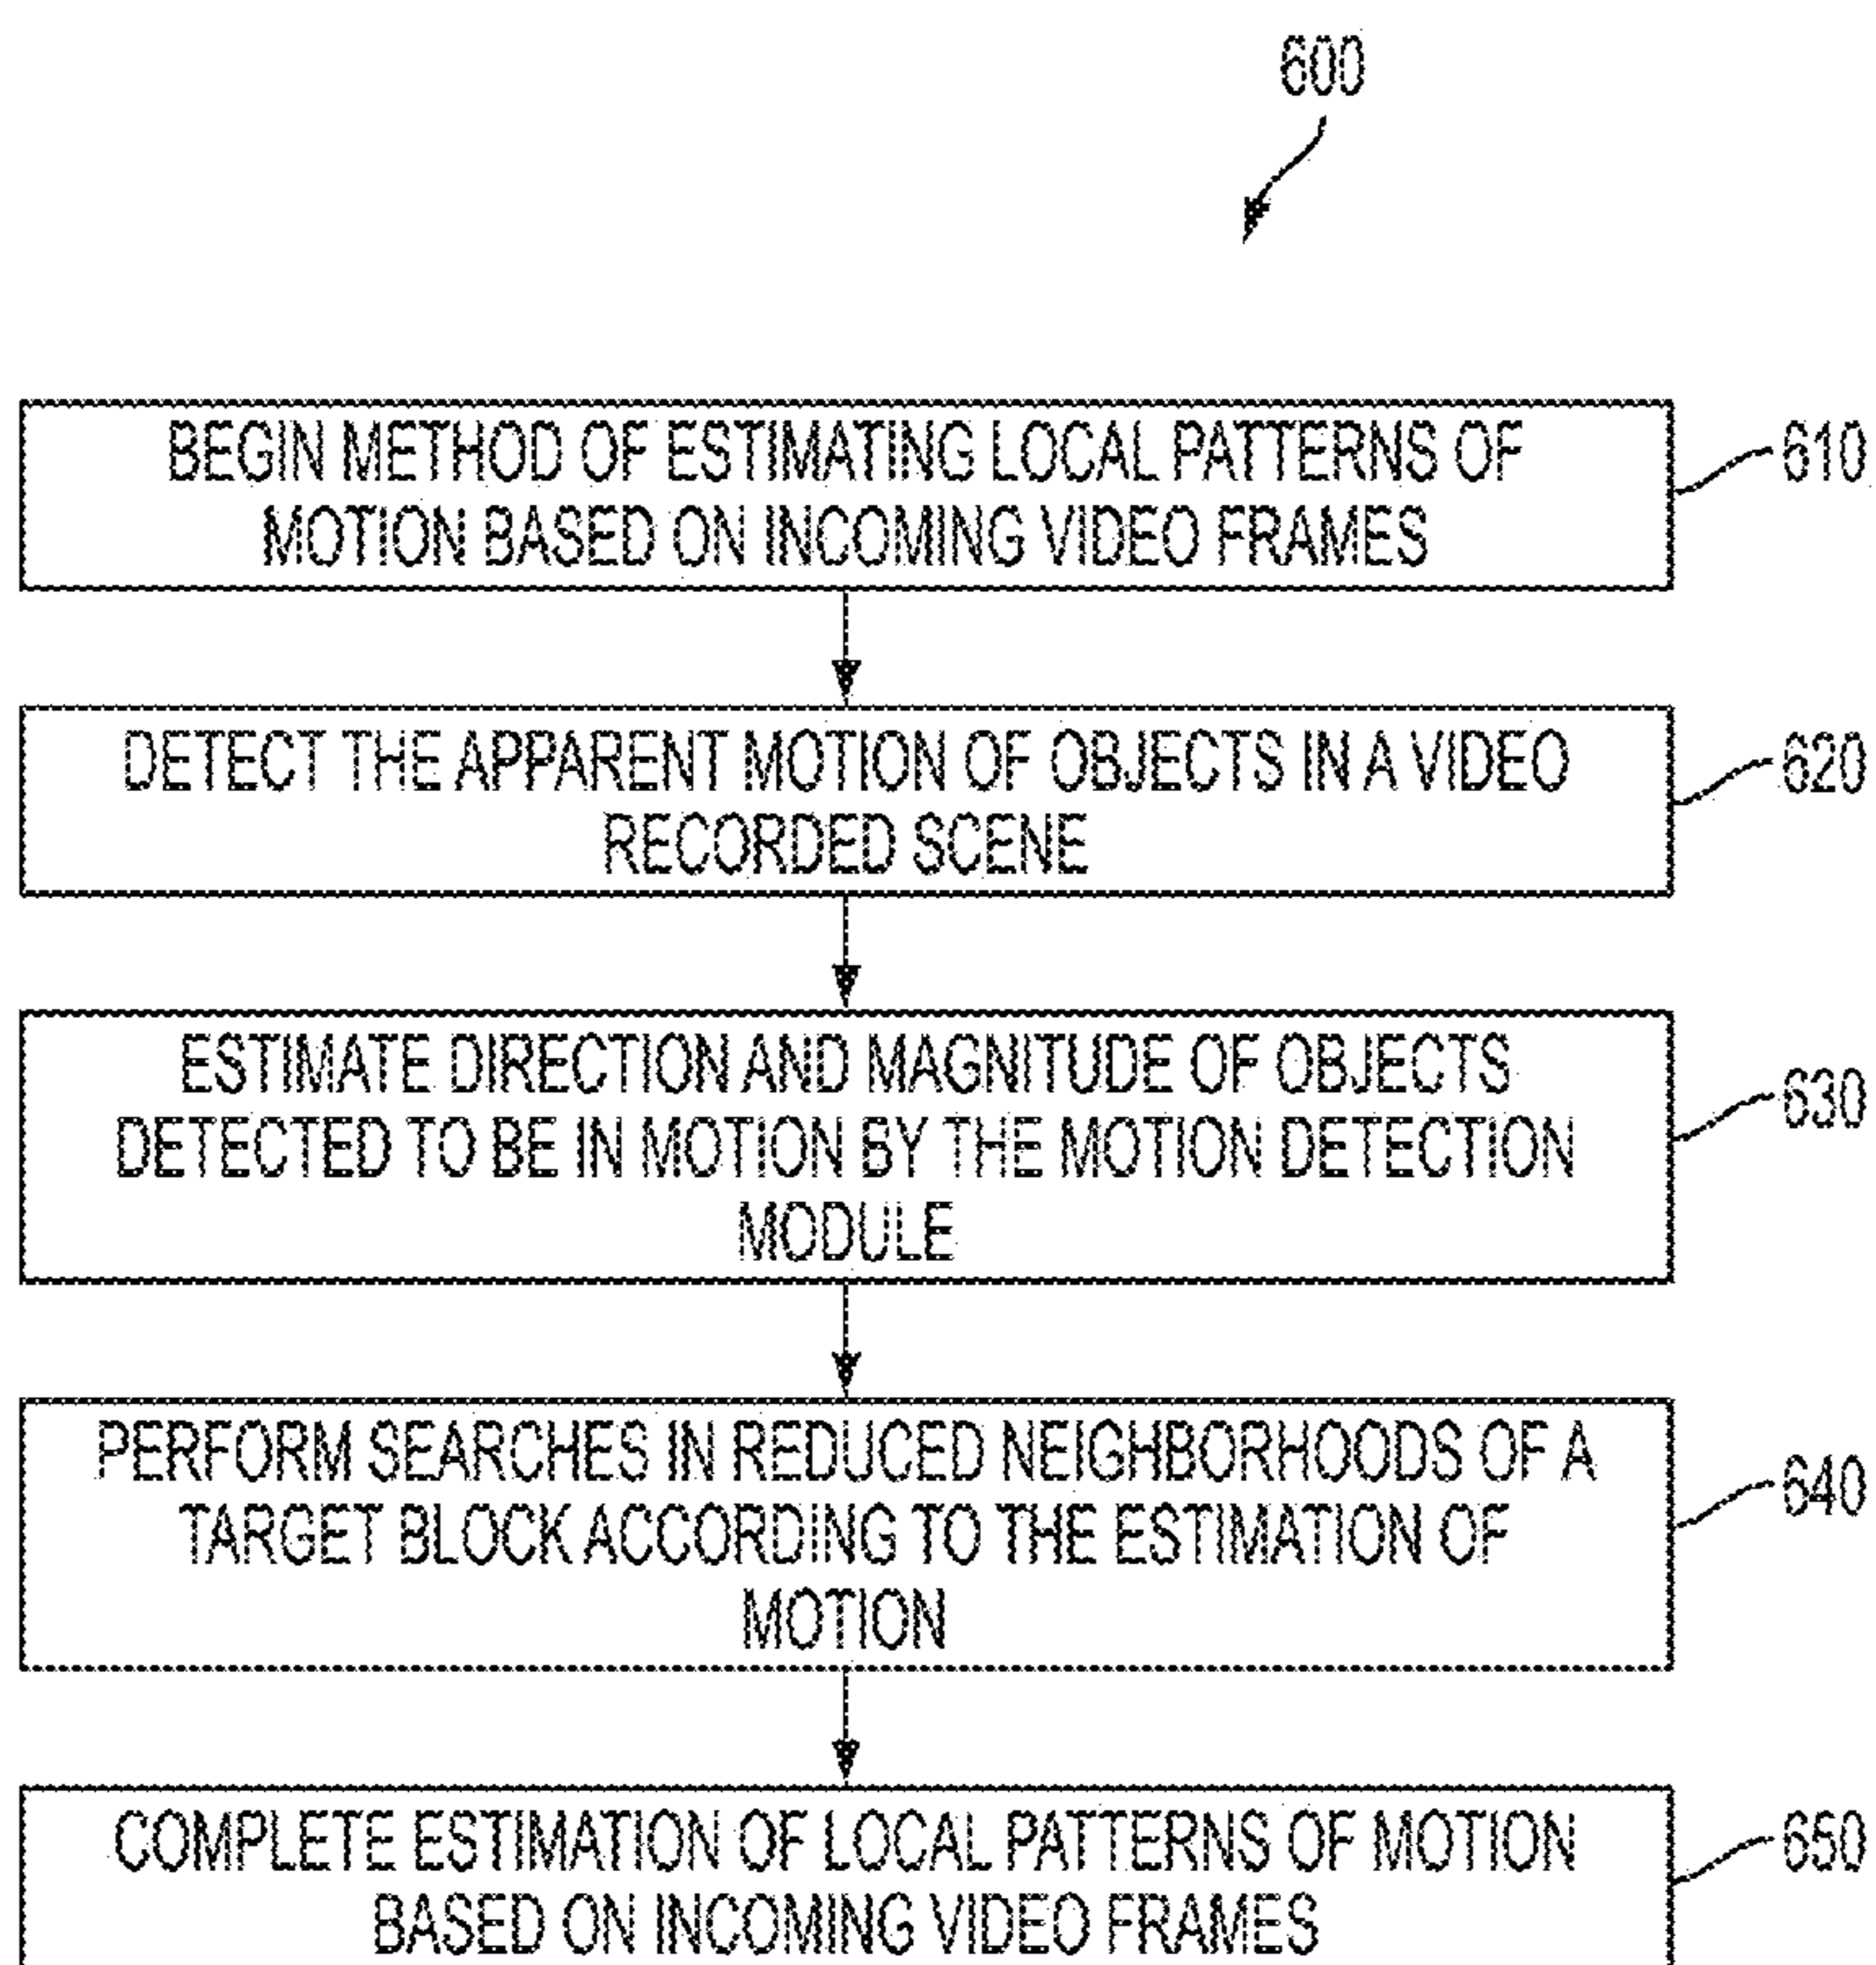 600
BEGIN METHOD OF ESTIMATING LOCAL PATTERNS OF
MOTION BASED ON INCOMING VIDEO FRAMES
610
DETECT THE APPARENT MOTION OF OBJECTS IN A VIDEO
RECORDED SCENE
620
ESTIMATE DIRECTION AND MAGNITUDE OF OBJECTS
DETECTED TO BE IN MOTION BY THE MOTION DETECTION
MODULE
630
PERFORM SEARCHES IN REDUCED NEIGHBORHOODS OF A
TARGET BLOCK ACCORDING TO THE ESTIMATION OF
MOTION
640
COMPLETE ESTIMATION OF LOCAL PATTERNS OF MOTION
BASED ON INCOMING VIDEO FRAMES
650